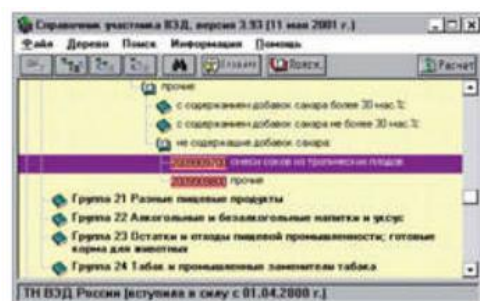 Справочник участника ВЭД, версия 3.93 (11 мая 2001 г.)
Файл Дерево Поиск Информация Помощь
Поиск Расчет
прочие
с содержанием добавок сахара более 30 мас.%:
с содержанием добавок сахара не более 30 мас.%:
не содержащие добавок сахара:
2009909700 смеси соков из тропических плодов
2009909800 прочие
Группа 21 Разные пищевые продукты
Группа 22 Алкогольные и безалкогольные напитки и уксус
Группа 23 Остатки и отходы пищевой промышленности; готовые
корма для животных
Группа 24 Табак и промышленные заменители табака
ТН ВЭД России (вступила в силу с 01.04.2000 г.)